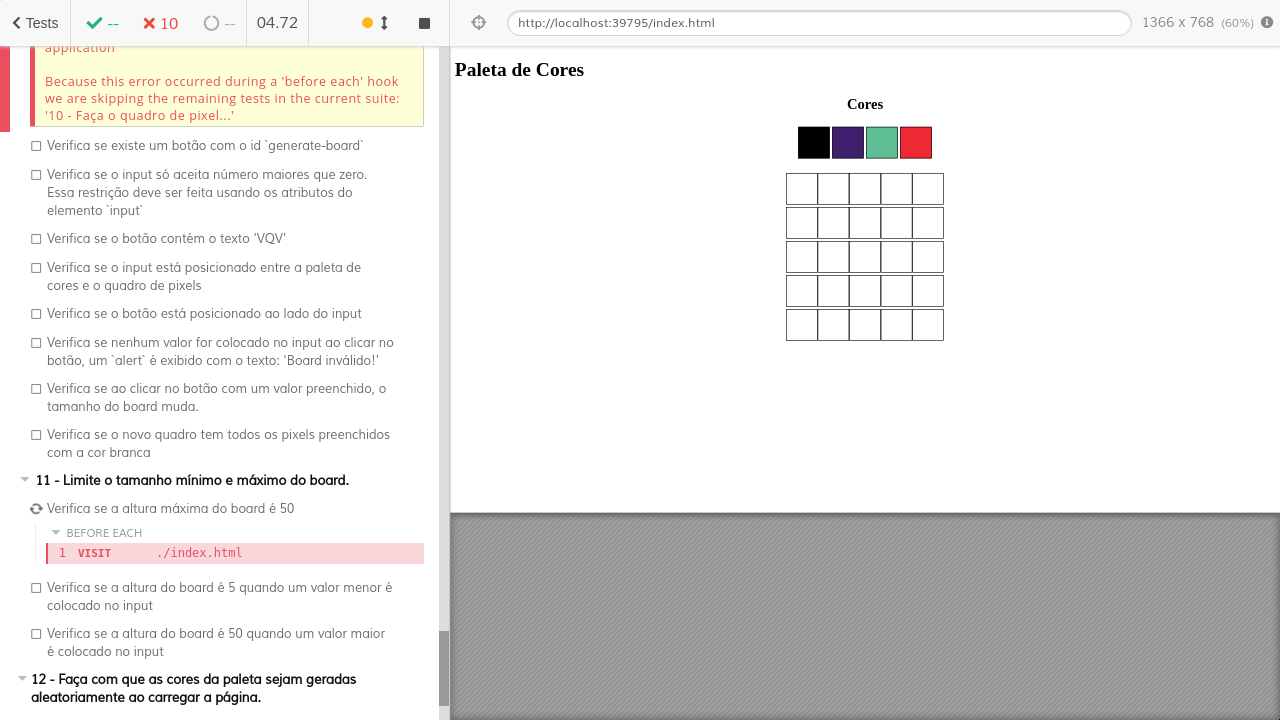 Tests -- 10 -- 04.72
http://localhost:39795/index.html 1366 x 768 (60%)
application
Because this error occurred during a 'before each' hook
we are skipping the remaining tests in the current suite:
'10 - Faça o quadro de pixel...'
Verifica se existe um botão com o id `generate-board`
Verifica se o input só aceita número maiores que zero.
Essa restrição deve ser feita usando os atributos do
elemento `input`
Verifica se o botão contém o texto 'VQV'
Verifica se o input está posicionado entre a paleta de
cores e o quadro de pixels
Verifica se o botão está posicionado ao lado do input
Verifica se nenhum valor for colocado no input ao clicar no
botão, um `alert` é exibido com o texto: 'Board inválido!'
Verifica se ao clicar no botão com um valor preenchido, o
tamanho do board muda.
Verifica se o novo quadro tem todos os pixels preenchidos
com a cor branca
11 - Limite o tamanho mínimo e máximo do board.
Verifica se a altura máxima do board é 50
BEFORE EACH
1 VISIT ./index.html
Verifica se a altura do board é 5 quando um valor menor é
colocado no input
Verifica se a altura do board é 50 quando um valor maior
é colocado no input
12 - Faça com que as cores da paleta sejam geradas
aleatoriamente ao carregar a página.
Paleta de Cores
Cores